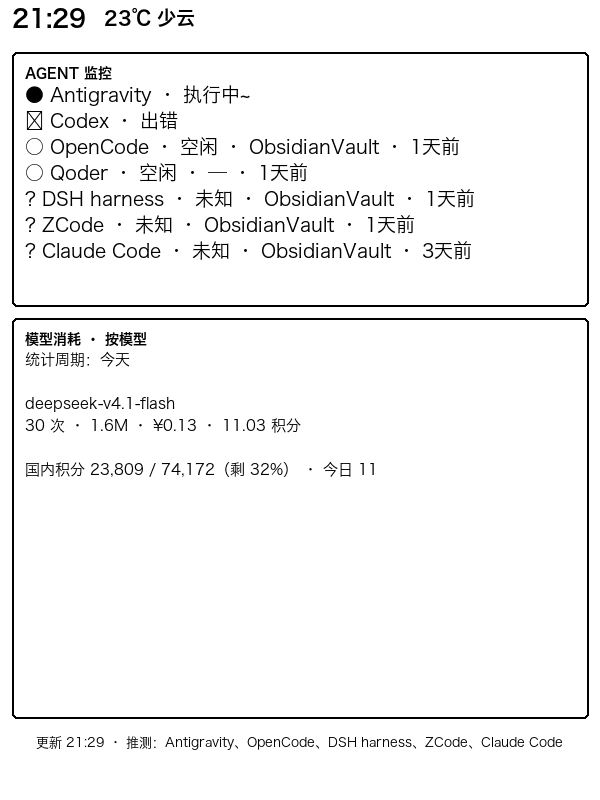 21:29 23℃ 少云
AGENT 监控
● Antigravity · 执行中~
☒ Codex · 出错
○ OpenCode · 空闲 · ObsidianVault · 1天前
○ Qoder · 空闲 · — · 1天前
? DSH harness · 未知 · ObsidianVault · 1天前
? ZCode · 未知 · ObsidianVault · 1天前
? Claude Code · 未知 · ObsidianVault · 3天前
模型消耗 · 按模型
统计周期：今天
deepseek-v4.1-flash
30 次 · 1.6M · ¥0.13 · 11.03 积分
国内积分 23,809 / 74,172（剩 32%） · 今日 11
更新 21:29 · 推测：Antigravity、OpenCode、DSH harness、ZCode、Claude Code